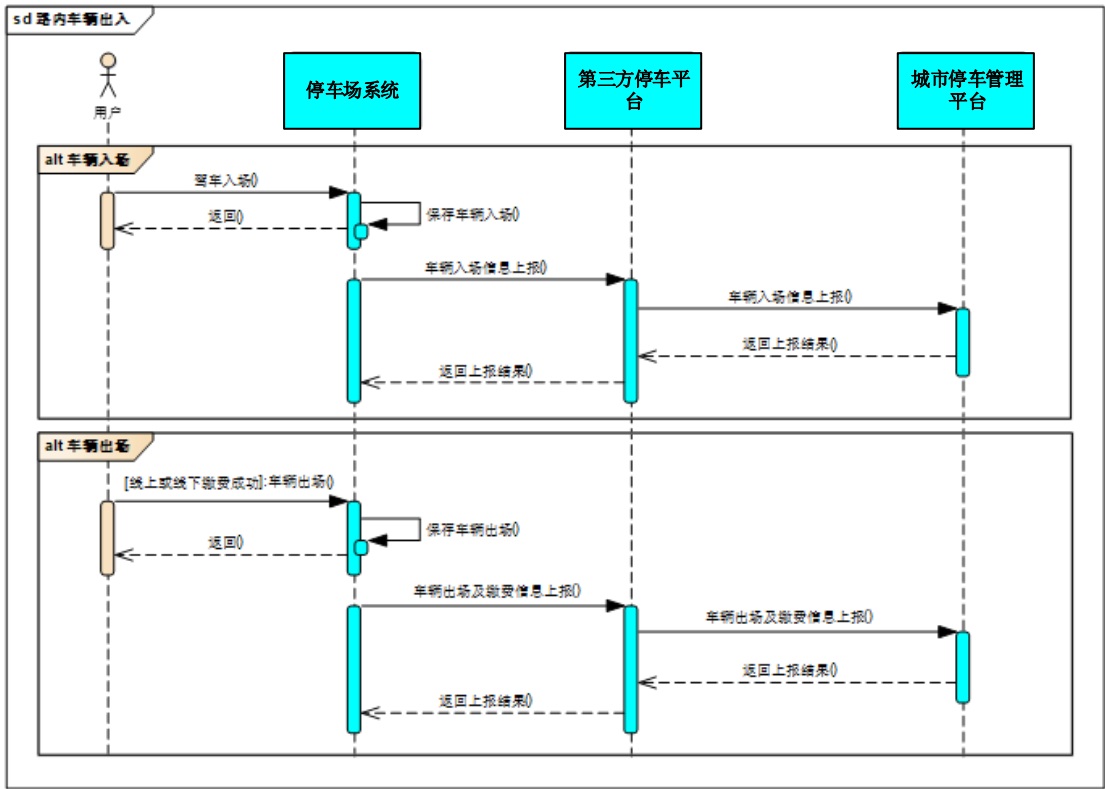 sd 路内车辆出入
用户
停车场系统
第三方停车平
台
城市停车管理
平台
alt 车辆入场
驾车入场()
保存车辆入场()
返回()
车辆入场信息上报()
车辆入场信息上报()
返回上报结果()
返回上报结果()
alt 车辆出场
[线上或线下缴费成功]:车辆出场()
保存车辆出场()
返回()
车辆出场及缴费信息上报()
车辆出场及缴费信息上报()
返回上报结果()
返回上报结果()